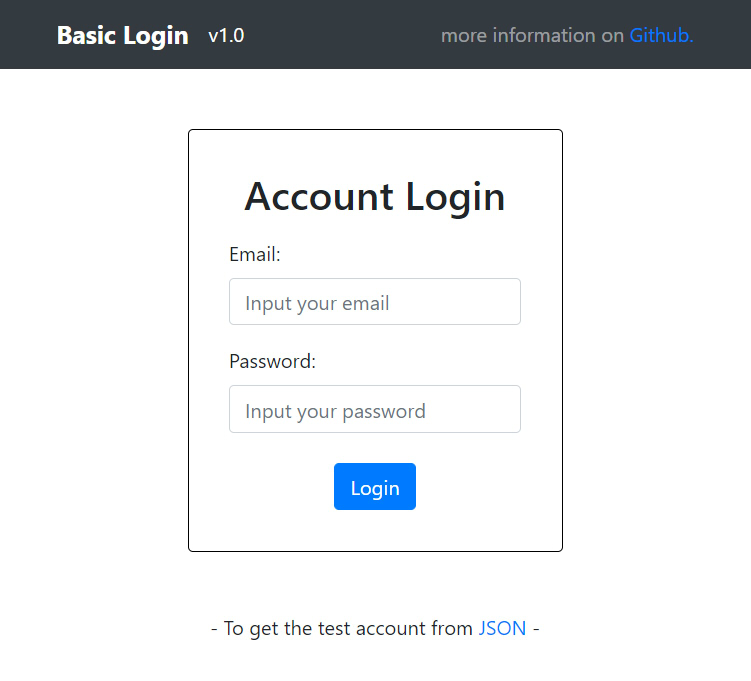 Basic Login v1.0 more information on Github.
Account Login
Email:
Input your email
Password:
Input your password
Login
- To get the test account from JSON -